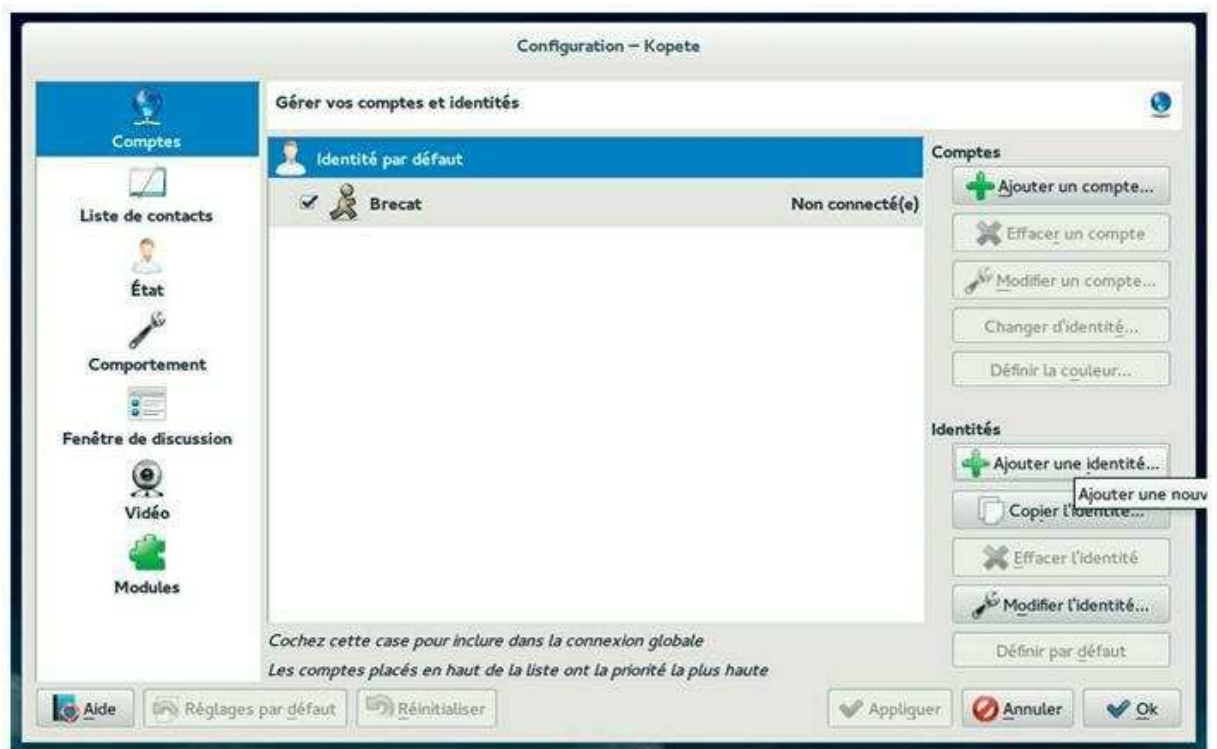 Configuration – Kopete
Comptes
Liste de contacts
État
Comportement
Fenêtre de discussion
Vidéo
Modules
Gérer vos comptes et identités
Identité par défaut
Brecat Non connecté(e)
Cochez cette case pour inclure dans la connexion globale
Les comptes placés en haut de la liste ont la priorité la plus haute
Comptes
Ajouter un compte...
Effacer un compte
Modifier un compte...
Changer d'identité...
Définir la couleur...
Identités
Ajouter une identité...
Ajouter une nouv
Copier l'identité...
Effacer l'identité
Modifier l'identité...
Définir par défaut
Aide Réglages par défaut Réinitialiser Appliquer Annuler Ok